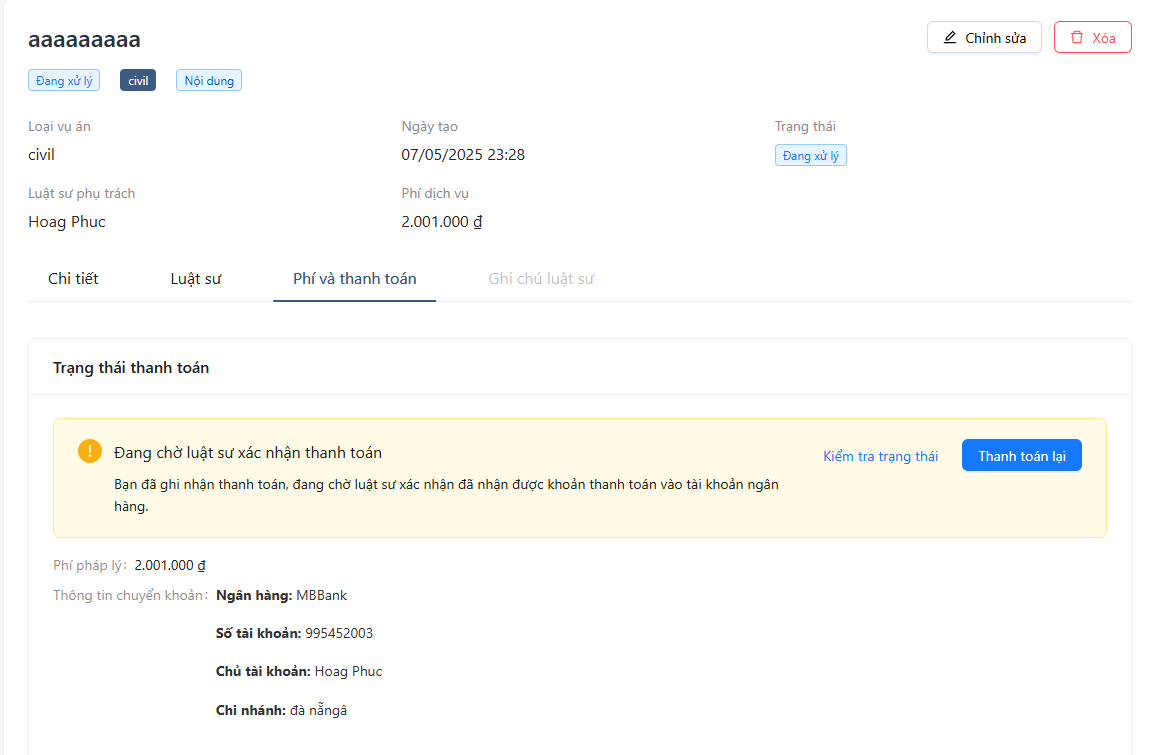 aaaaaaaaa
Chỉnh sửa
Xóa
Đang xử lý
civil
Nội dung
Loại vụ án
Ngày tạo
Trạng thái
civil
07/05/2025 23:28
Đang xử lý
Luật sư phụ trách
Phí dịch vụ
Hoag Phuc
2.001.000 ₫
Chi tiết
Luật sư
Phí và thanh toán
Ghi chú luật sư
Trạng thái thanh toán
Đang chờ luật sư xác nhận thanh toán
Kiểm tra trạng thái
Thanh toán lại
Bạn đã ghi nhận thanh toán, đang chờ luật sư xác nhận đã nhận được khoản thanh toán vào tài khoản ngân
hàng.
Phí pháp lý: 2.001.000 ₫
Thông tin chuyển khoản: Ngân hàng: MBBank
Số tài khoản: 995452003
Chủ tài khoản: Hoag Phuc
Chi nhánh: đà nẵngâ